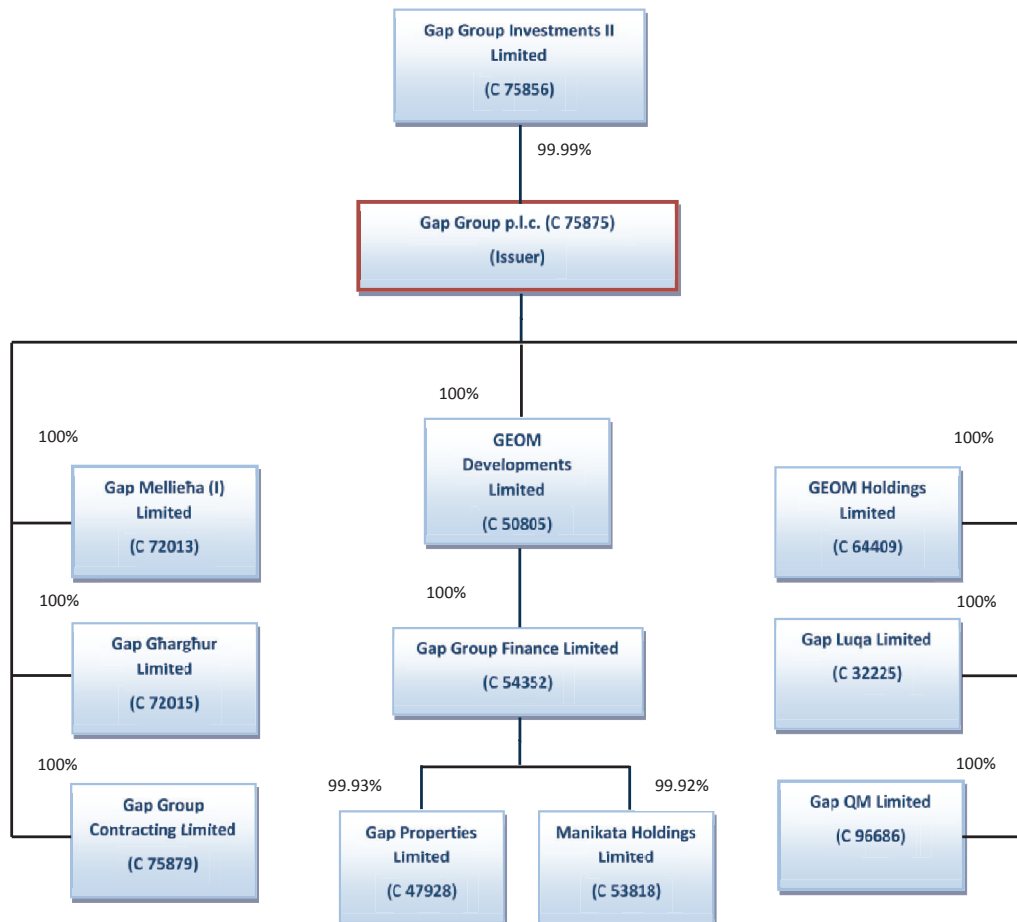 Gap Group Investments II
Limited
(C 75856)
99.99%
Gap Group p.l.c. (C 75875)
(Issuer)
100%
GEOM
Developments
Limited
(C 50805)
100%
Gap Mellieħa (I)
Limited
(C 72013)
100%
GEOM Holdings
Limited
(C 64409)
100%
Gap Group Finance Limited
(C 54352)
100%
Gap Għargħur
Limited
(C 72015)
100%
Gap Luqa Limited
(C 32225)
100%
Gap Group
Contracting Limited
(C 75879)
99.93%
Gap Properties
Limited
(C 47928)
99.92%
Manikata Holdings
Limited
(C 53818)
100%
Gap QM Limited
(C 96686)